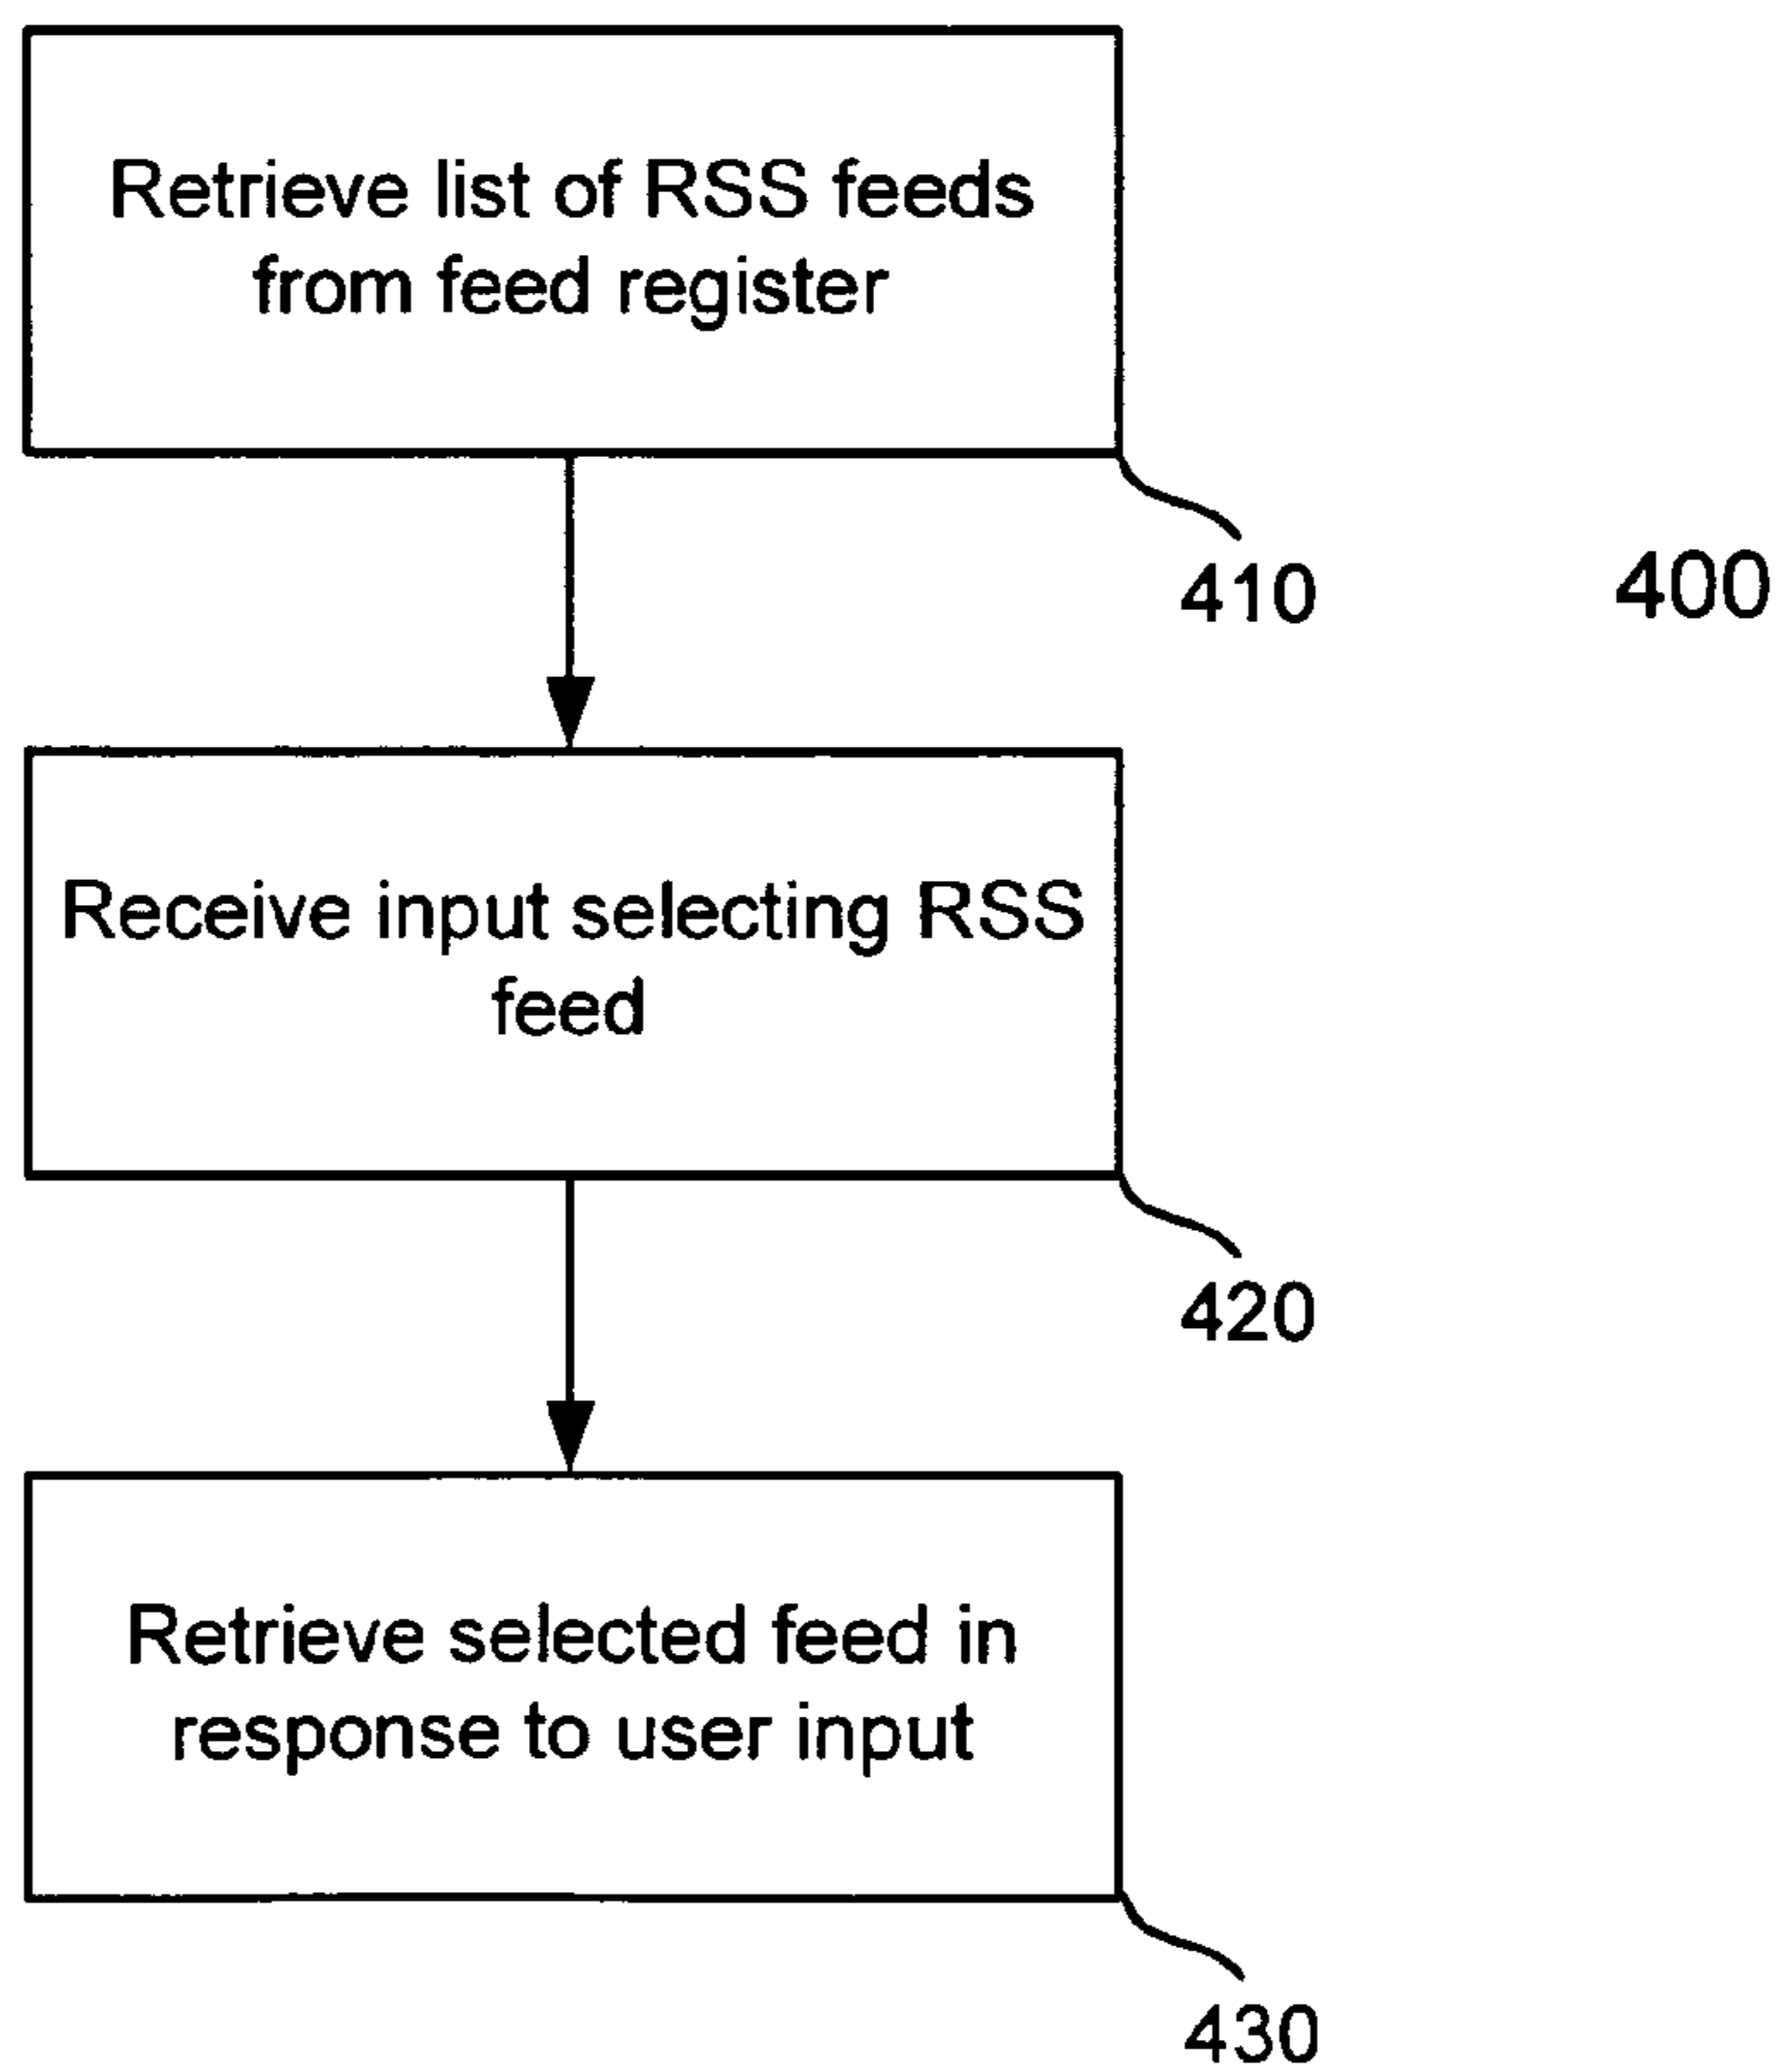 Retrieve list of RSS feeds
from feed register
410
400
Receive input selecting RSS
feed
420
Retrieve selected feed in
response to user input
430